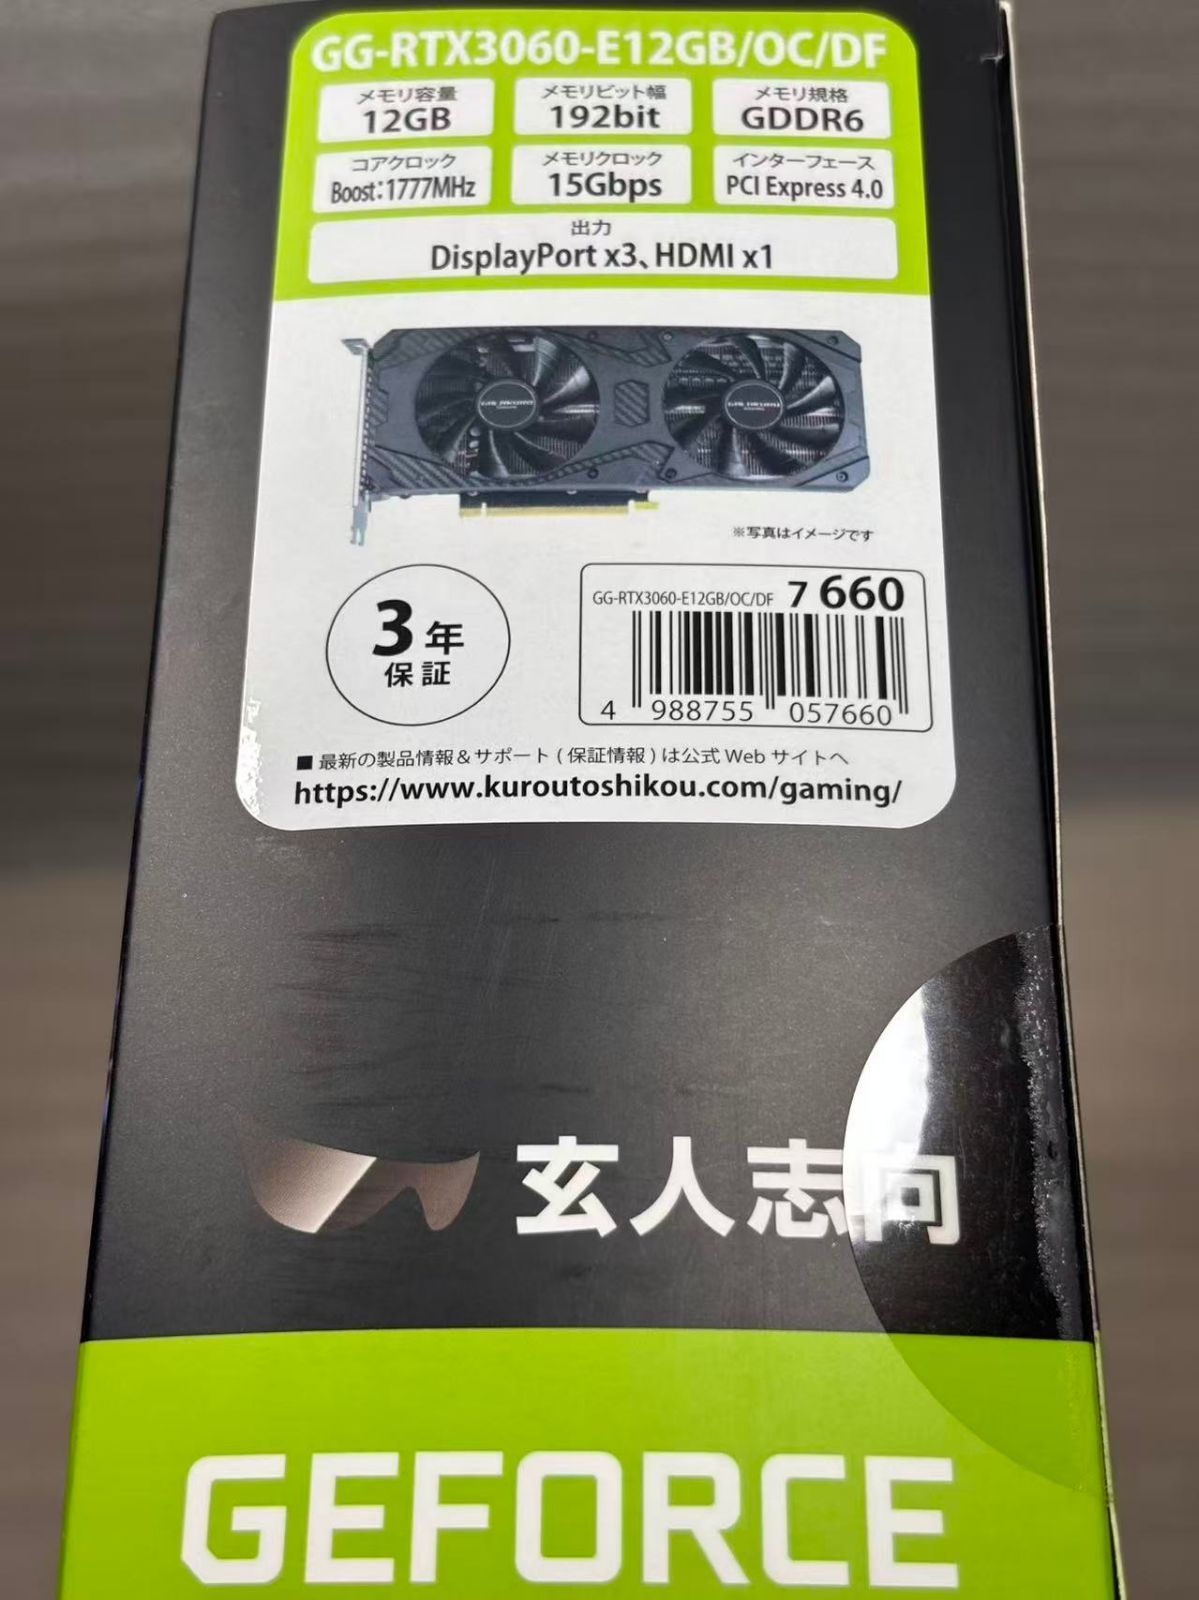 GG-RTX3060-E12GB/OC/DF
メモリ容量
12GB
メモリビット幅
192bit
メモリ規格
GDDR6
コアクロック
Boost:1777MHz
メモリクロック
15Gbps
インターフェース
PCI Express 4.0
出力
DisplayPort x3、HDMI x1
※写真はイメージです
3年
保証
GG-RTX3060-E12GB/OC/DF 7 660
4 988755 057660
■ 最新の製品情報&サポート(保証情報)は公式 Web サイトへ
https://www.kuroutoshikou.com/gaming/
玄人志向
GEFORCE